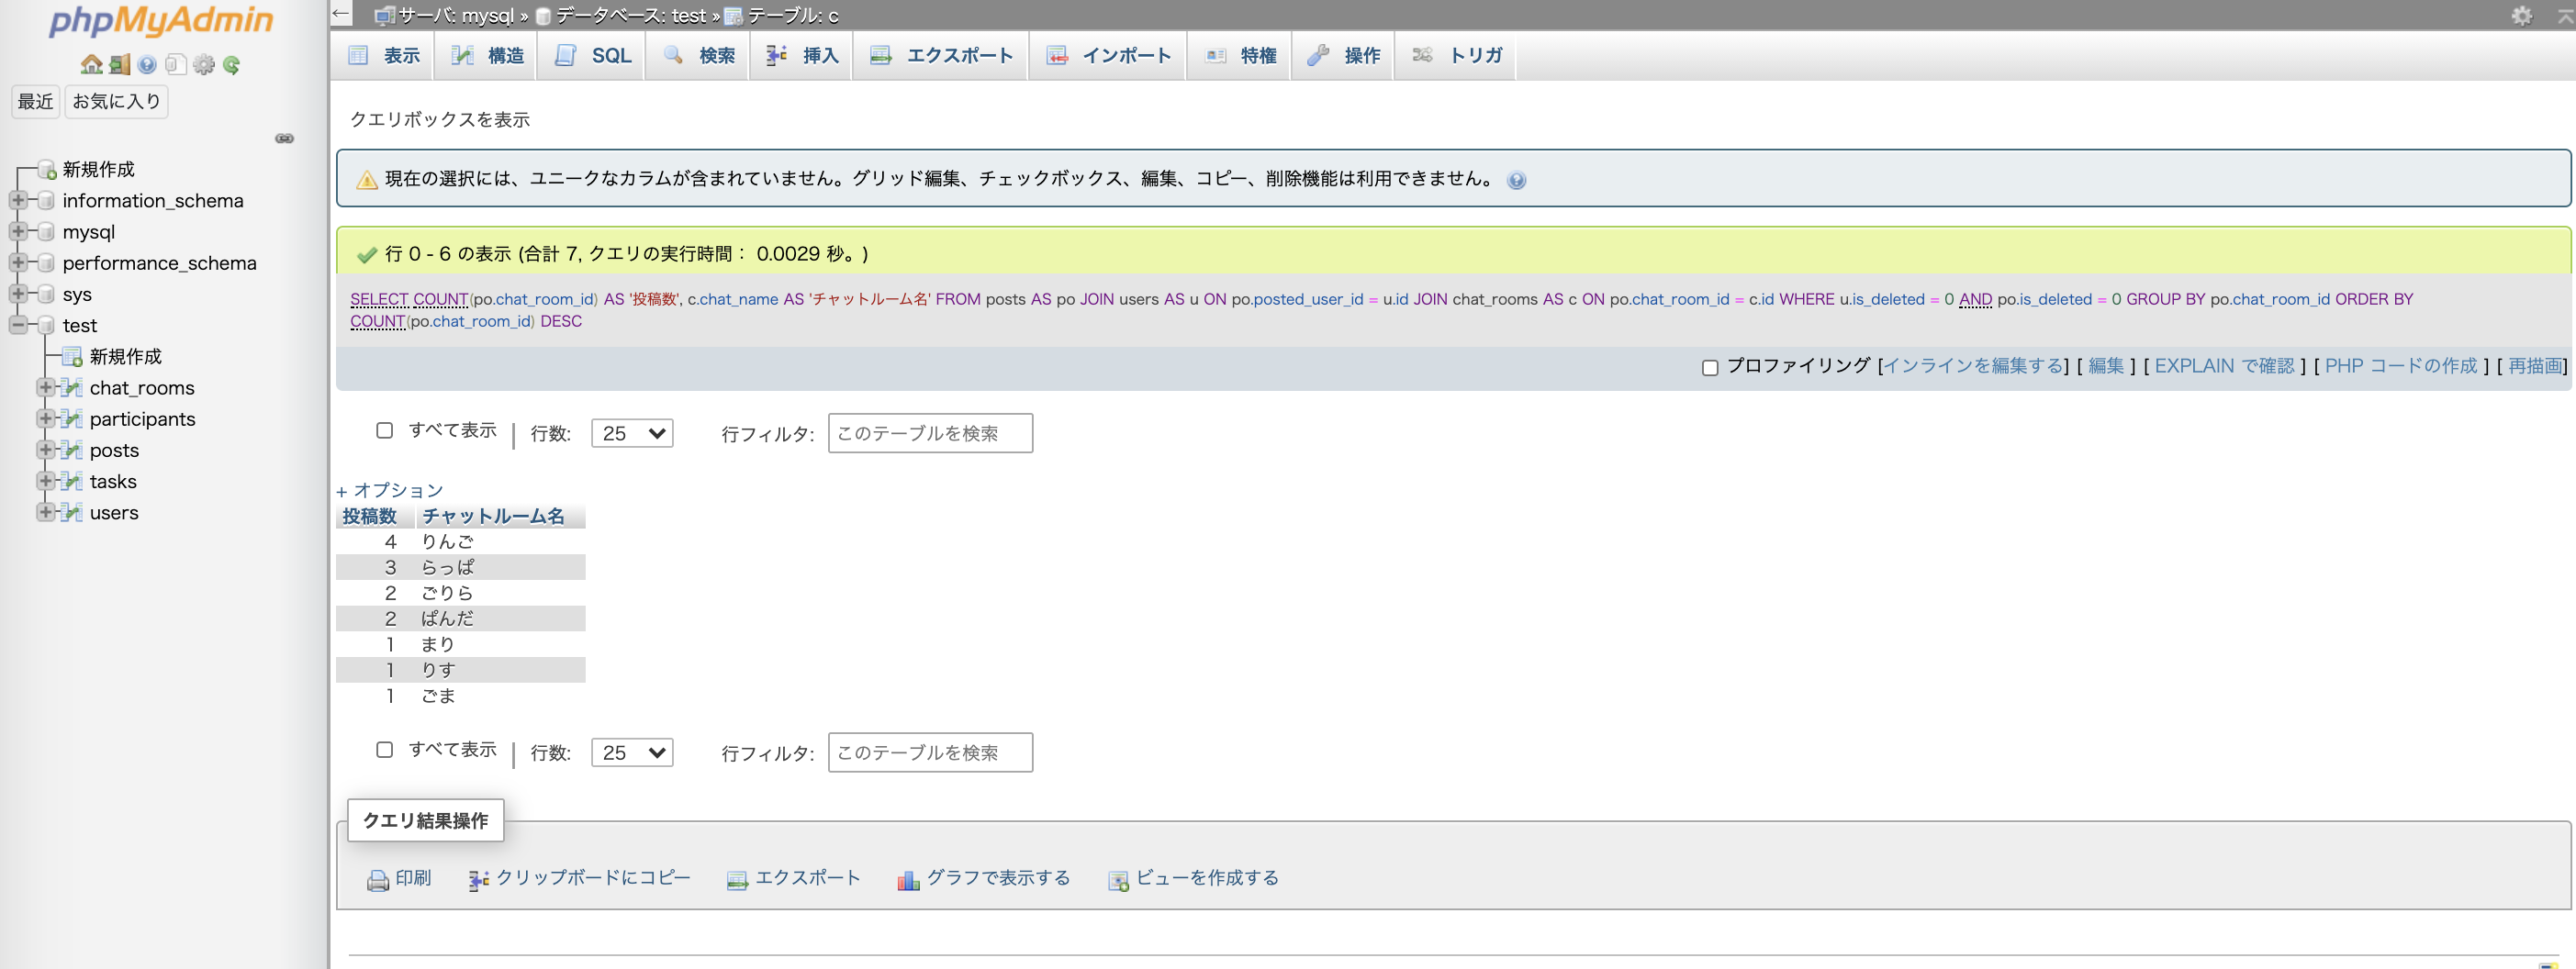 phpMyAdmin
最近 お気に入り
新規作成
information_schema
mysql
performance_schema
sys
test
新規作成
chat_rooms
participants
posts
tasks
users
サーバ: mysql » データベース: test » テーブル: c
表示 構造 SQL 検索 挿入 エクスポート インポート 特権 操作 トリガ
クエリボックスを表示
現在の選択には、ユニークなカラムが含まれていません。グリッド編集、チェックボックス、編集、コピー、削除機能は利用できません。
行 0 - 6 の表示 (合計 7, クエリの実行時間： 0.0029 秒。)
SELECT COUNT(po.chat_room_id) AS '投稿数', c.chat_name AS 'チャットルーム名' FROM posts AS po JOIN users AS u ON po.posted_user_id = u.id JOIN chat_rooms AS c ON po.chat_room_id = c.id WHERE u.is_deleted = 0 AND po.is_deleted = 0 GROUP BY po.chat_room_id ORDER BY
COUNT(po.chat_room_id) DESC
プロファイリング [インラインを編集する] [ 編集 ] [ EXPLAIN で確認 ] [ PHP コードの作成 ] [ 再描画]
すべて表示 | 行数: 25 行フィルタ: このテーブルを検索
+ オプション
投稿数 チャットルーム名
4 りんご
3 らっぱ
2 ごりら
2 ぱんだ
1 まり
1 りす
1 ごま
すべて表示 | 行数: 25 行フィルタ: このテーブルを検索
クエリ結果操作
印刷 クリップボードにコピー エクスポート グラフで表示する ビューを作成する